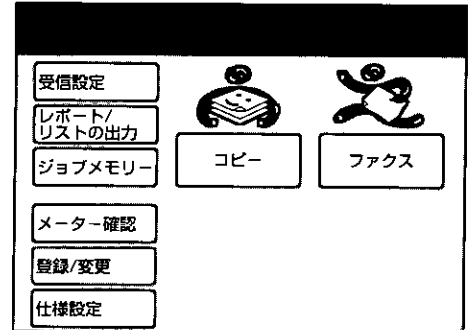 受信設定
レポート/
リストの出力
ジョブメモリー
コピー
ファクス
メーター確認
登録/変更
仕様設定